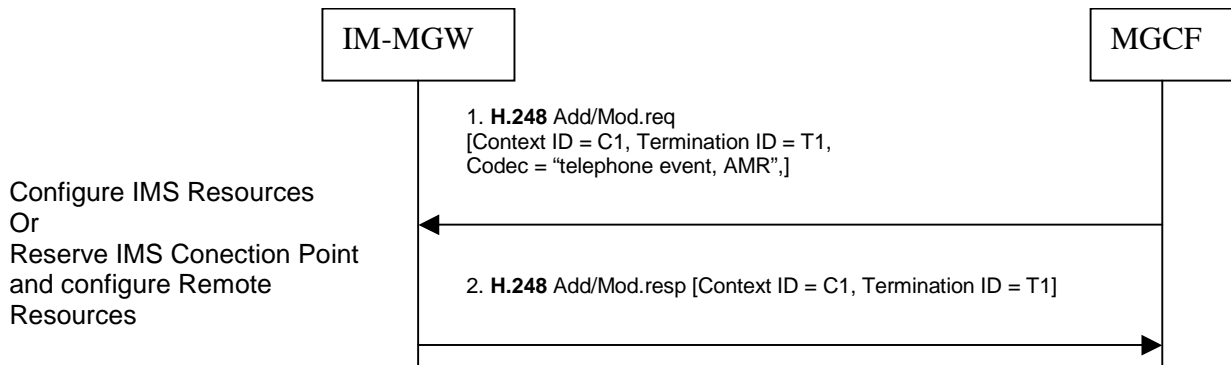 IM-MGW
MGCF
1. H.248 Add/Mod.req
[Context ID = C1, Termination ID = T1,
Codec = “telephone event, AMR”,]
Configure IMS Resources
Or
Reserve IMS Conection Point
and configure Remote
Resources
2. H.248 Add/Mod.resp [Context ID = C1, Termination ID = T1]